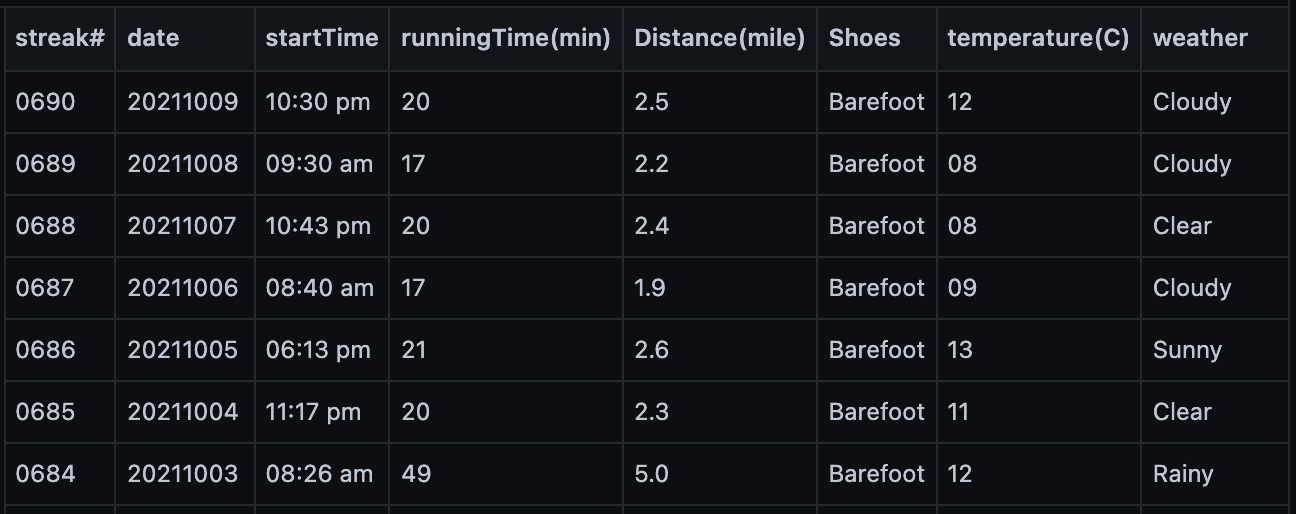 streak# date startTime runningTime(min) Distance(mile) Shoes temperature(C) weather
0690 20211009 10:30 pm 20 2.5 Barefoot 12 Cloudy
0689 20211008 09:30 am 17 2.2 Barefoot 08 Cloudy
0688 20211007 10:43 pm 20 2.4 Barefoot 08 Clear
0687 20211006 08:40 am 17 1.9 Barefoot 09 Cloudy
0686 20211005 06:13 pm 21 2.6 Barefoot 13 Sunny
0685 20211004 11:17 pm 20 2.3 Barefoot 11 Clear
0684 20211003 08:26 am 49 5.0 Barefoot 12 Rainy